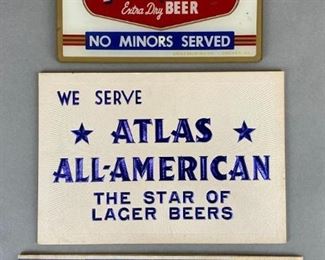 Extra Dry BEER
NO MINORS SERVED
WE SERVE
★ ATLAS ★
ALL-AMERICAN
THE STAR OF
LAGER BEERS